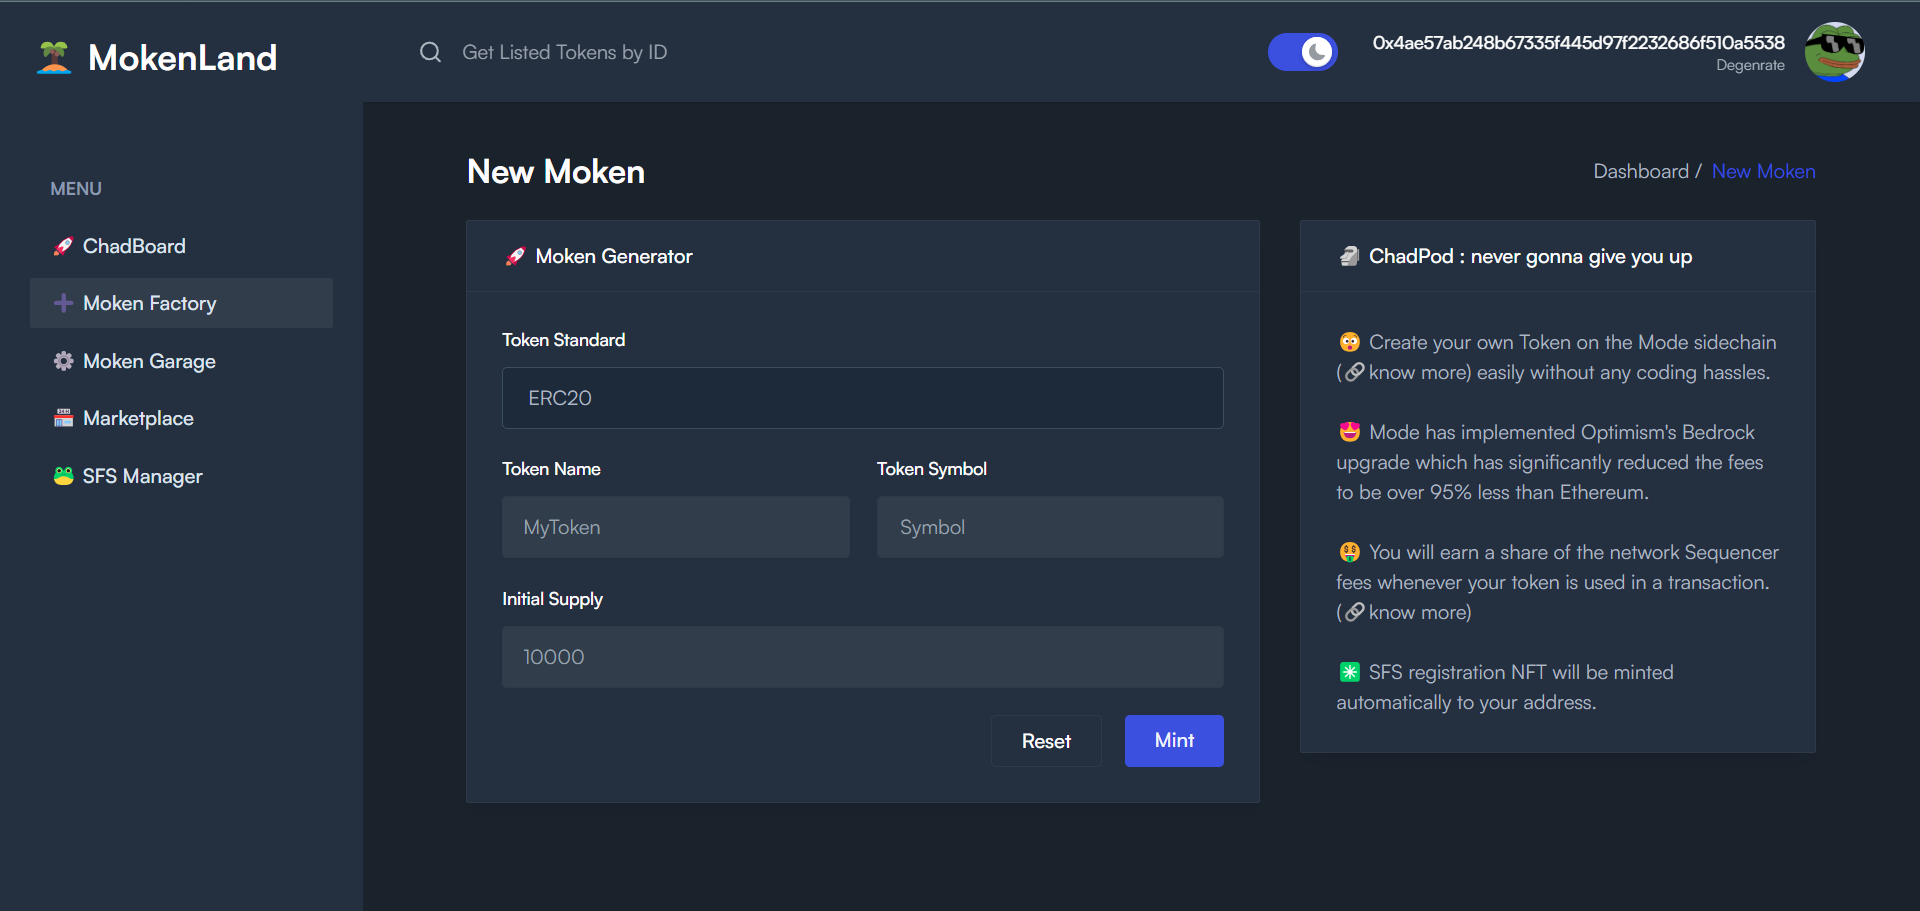 MokenLand
Get Listed Tokens by ID
0x4ae57ab248b67335f445d97f2232686f510a5538
Degenrate
MENU
ChadBoard
Moken Factory
Moken Garage
Marketplace
SFS Manager
New Moken
Dashboard / New Moken
Moken Generator
Token Standard
ERC20
Token Name
Token Symbol
MyToken
Symbol
Initial Supply
10000
Reset
Mint
ChadPod : never gonna give you up
Create your own Token on the Mode sidechain
(🔗know more) easily without any coding hassles.
Mode has implemented Optimism's Bedrock
upgrade which has significantly reduced the fees
to be over 95% less than Ethereum.
You will earn a share of the network Sequencer
fees whenever your token is used in a transaction.
(🔗know more)
SFS registration NFT will be minted
automatically to your address.